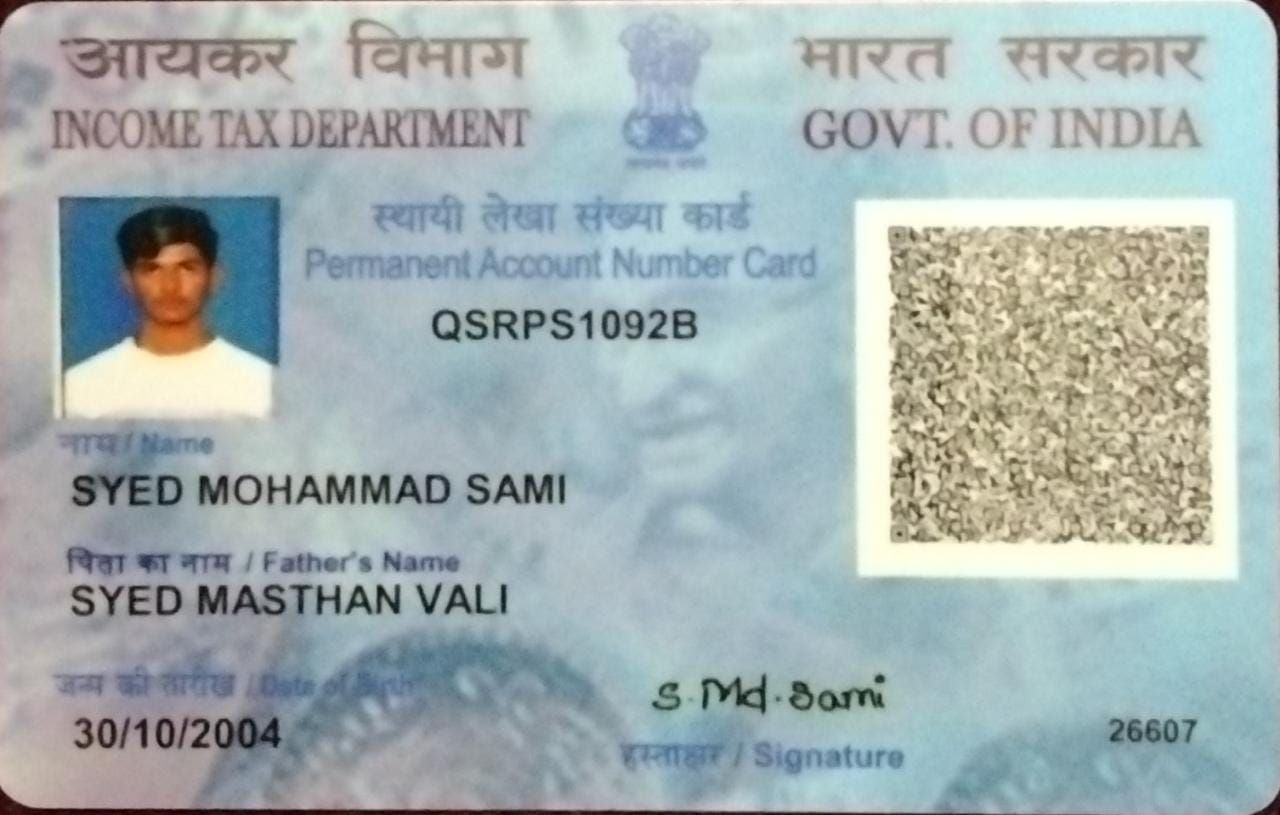 आयकर विभाग
INCOME TAX DEPARTMENT
भारत सरकार
GOVT. OF INDIA
स्थायी लेखा संख्या कार्ड
Permanent Account Number Card
QSRPS1092B
नाम / Name
SYED MOHAMMAD SAMI
पिता का नाम / Father's Name
SYED MASTHAN VALI
जन्म की तारीख / Date of Birth
30/10/2004
S. Md. Sami
हस्ताक्षर / Signature
26607